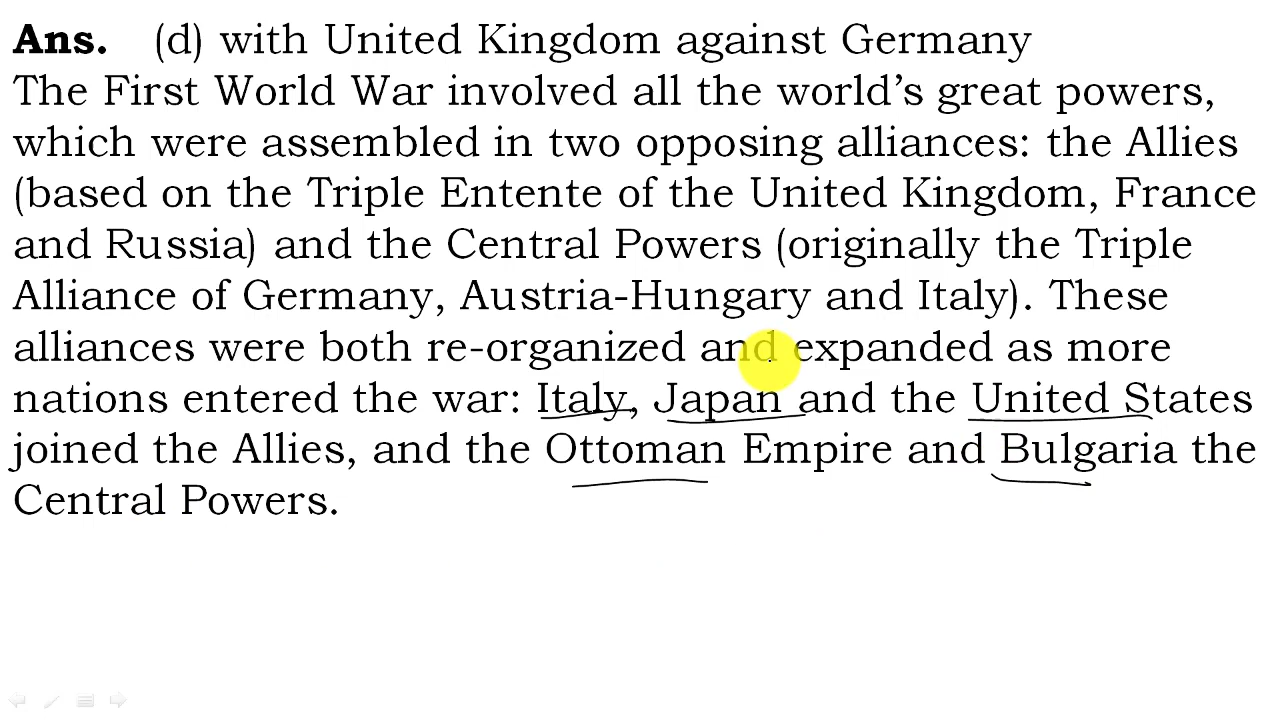 Ans. (d) with United Kingdom against Germany
The First World War involved all the world’s great powers,
which were assembled in two opposing alliances: the Allies
(based on the Triple Entente of the United Kingdom, France
and Russia) and the Central Powers (originally the Triple
Alliance of Germany, Austria-Hungary and Italy). These
alliances were both re-organized and expanded as more
nations entered the war: Italy, Japan and the United States
joined the Allies, and the Ottoman Empire and Bulgaria the
Central Powers.